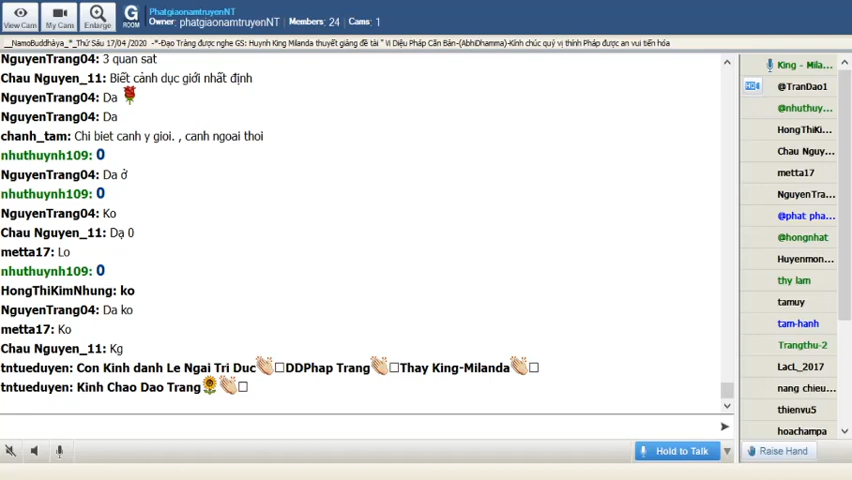 PhatgiaonamtruyenNT
Owner: phatgiaonamtruyenNT Members: 24 Cams: 1
View Cam
My Cam
Enlarge
G
ROOM
__NamoBuddhàya_*_Thứ Sáu 17/04 /2020 -*-Đạo Tràng được nghe GS: Huynh King Milanda thuyết giảng đề tài " Vi Diệu Pháp Căn Bản-(AbhiDhamma)-Kính chúc quý vị thính Pháp được an vui tiến hóa
NguyenTrang04: 3 quan sat
Chau Nguyen_11: Biết cảnh dục giới nhất định
NguyenTrang04: Da
NguyenTrang04: Da
chanh_tam: Chi biet canh y gioi. , canh ngoai thoi
nhuthuynh109: 0
NguyenTrang04: Da ở
nhuthuynh109: 0
NguyenTrang04: Ko
Chau Nguyen_11: Dạ 0
metta17: Lo
nhuthuynh109: 0
HongThiKimNhung: ko
NguyenTrang04: Da ko
metta17: Ko
Chau Nguyen_11: Kg
tntueduyen: Con Kinh danh Le Ngai Tri Duc DDPhap Trang Thay King-Milanda
tntueduyen: Kinh Chao Dao Trang
King - Mila...
@TranDao1
@nhuthuy...
HongThiKi...
Chau Nguy...
metta17
NguyenTra...
@phat pha...
@hongnhat
Huyenmon...
thy lam
tamuy
tam-hanh
Trangthu-2
LacL_2017
nang chieu...
thienvu5
hoachampa
Hold to Talk
Raise Hand